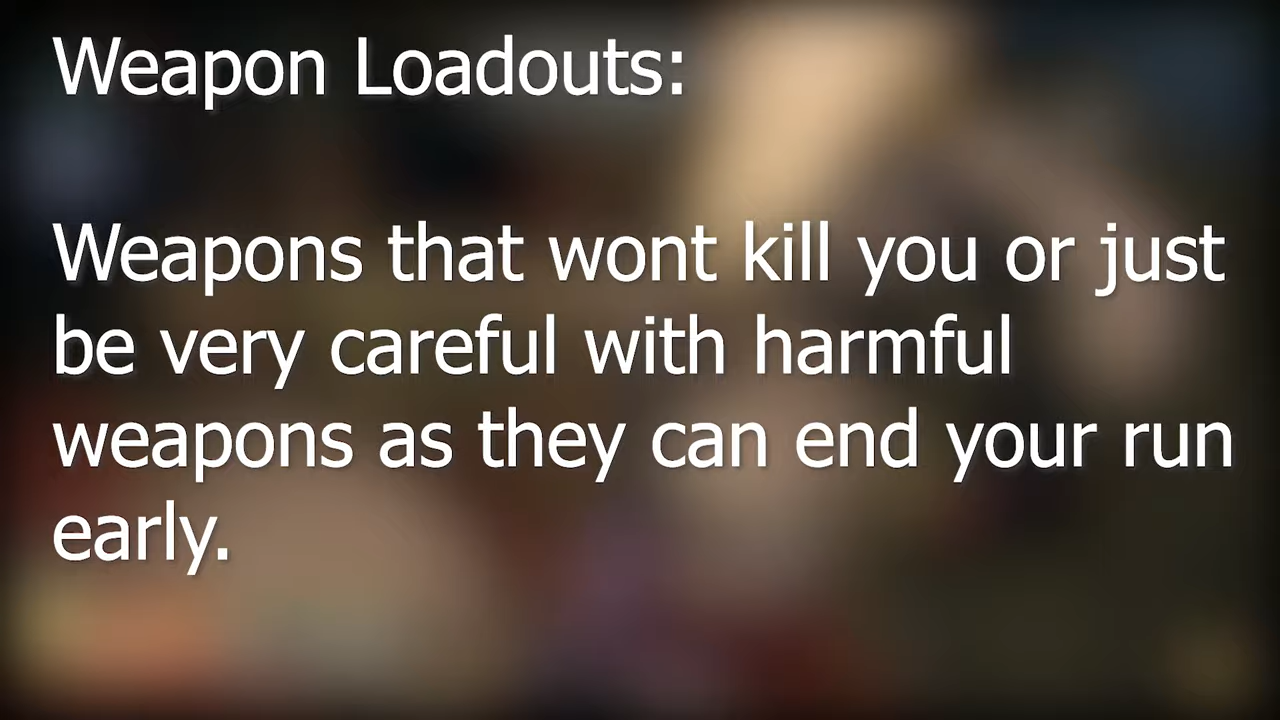 Weapon Loadouts:
Weapons that wont kill you or just
be very careful with harmful
weapons as they can end your run
early.